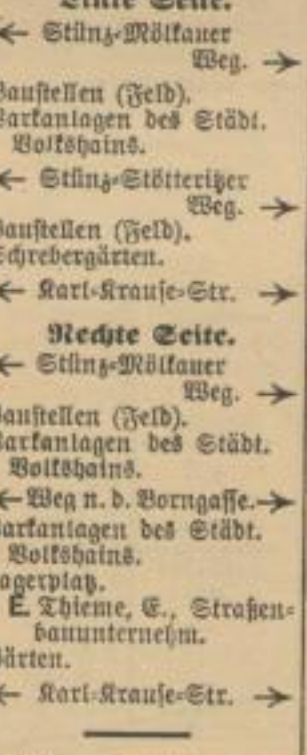 Linke Seite.
← Stünz-Mölkauer
Weg. →
Baustellen (Feld).
Parkanlagen des Städt.
Volkshains.
← Stünz-Stötteritzer
Weg. →
Baustellen (Feld).
Schrebergärten.
← Karl-Krause-Str. →
Rechte Seite.
← Stünz-Mölkauer
Weg. →
Baustellen (Feld).
Parkanlagen des Städt.
Volkshains.
← Weg n. d. Borngasse. →
Parkanlagen des Städt.
Volkshains.
Lagerplatz.
E. Thieme, E., Straßen-
bauunternehm.
Gärten.
← Karl-Krause-Str. →